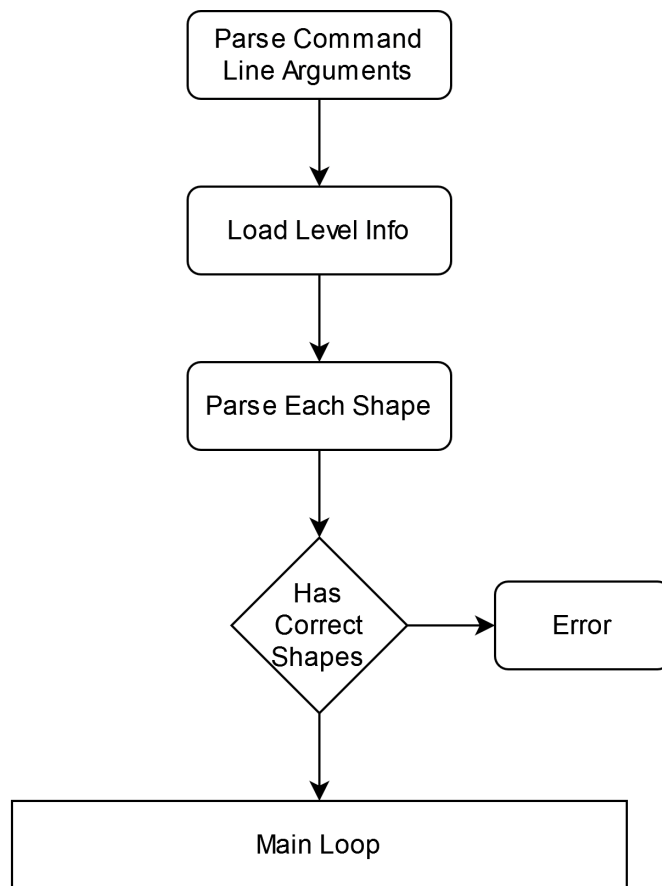 Parse Command
Line Arguments
Load Level Info
Parse Each Shape
Has
Correct
Shapes
Error
Main Loop